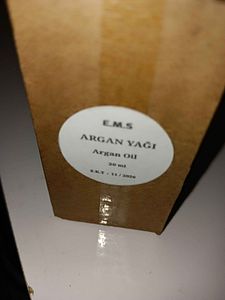 E.M.S
ARGAN YAĞI
Argan Oil
20 ml
S.K.T : 11 / 2026